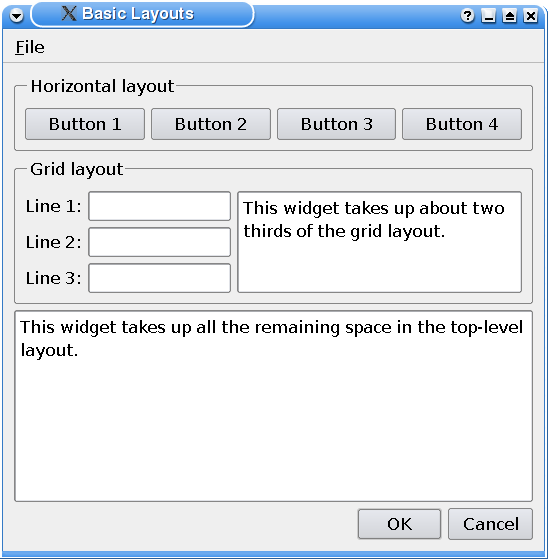 Basic Layouts
File
Horizontal layout
Button 1 Button 2 Button 3 Button 4
Grid layout
Line 1:
Line 2:
Line 3:
This widget takes up about two
thirds of the grid layout.
This widget takes up all the remaining space in the top-level
layout.
OK Cancel